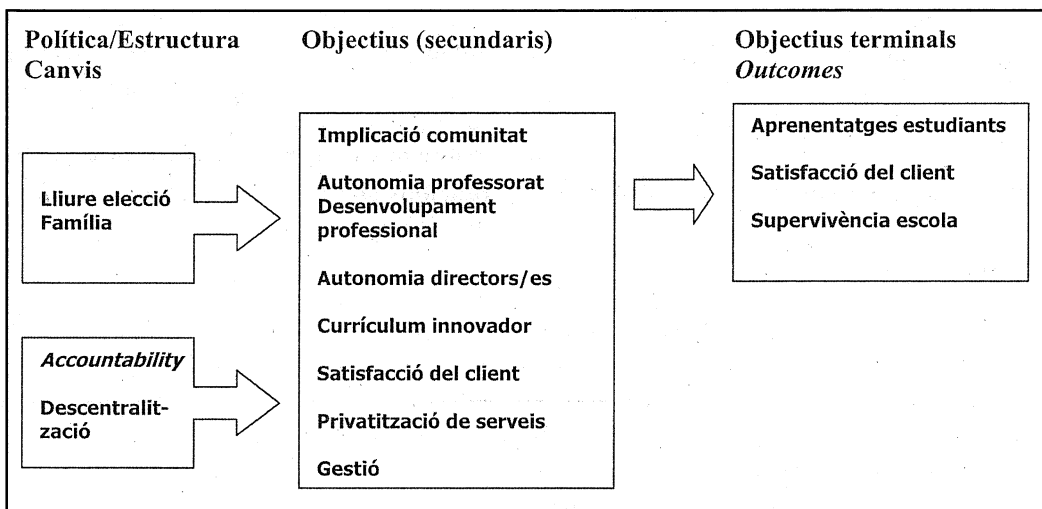 Política/Estructura
Canvis
Objectius (secundaris)
Objectius terminals
Outcomes
Lliure elecció
Família
Accountability
Descentralit-
zació
Implicació comunitat
Autonomia professorat
Desenvolupament
professional
Autonomia directors/es
Currículum innovador
Satisfacció del client
Privatització de serveis
Gestió
Aprenentatges estudiants
Satisfacció del client
Supervivència escola